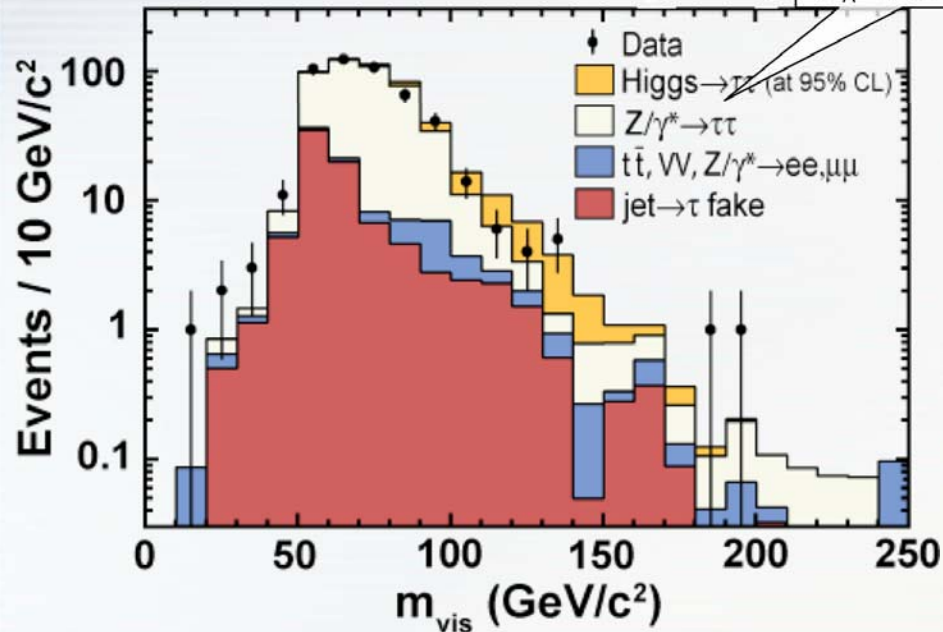 Data
Higgs→ττ (at 95% CL)
Z/γ*→ττ
tt̄, VV, Z/γ*→ee,μμ
jet→τ fake
Events / 10 GeV/c²
100
10
1
0.1
0 50 100 150 200 250
m_vis (GeV/c²)